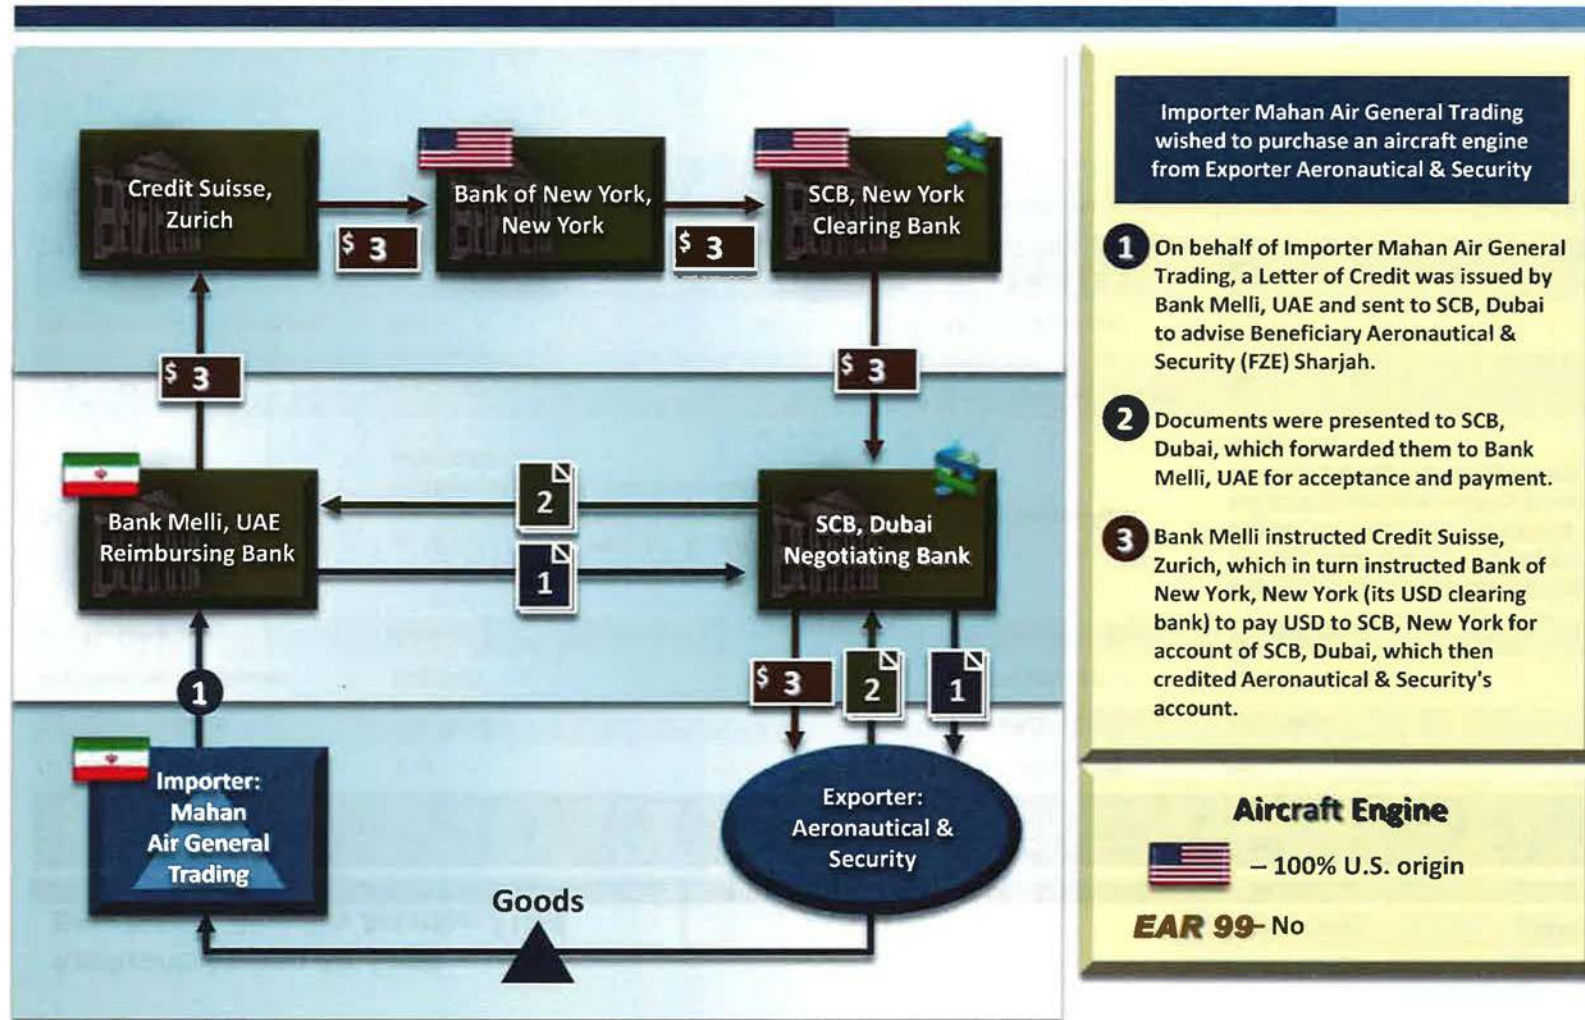 Credit Suisse,
Zurich
$ 3
Bank of New York,
New York
$ 3
SCB, New York
Clearing Bank
$ 3
$ 3
Bank Melli, UAE
Reimbursing Bank
2
1
SCB, Dubai
Negotiating Bank
1
$ 3
2
1
Importer:
Mahan
Air General
Trading
Exporter:
Aeronautical &
Security
Goods
Importer Mahan Air General Trading
wished to purchase an aircraft engine
from Exporter Aeronautical & Security
1 On behalf of Importer Mahan Air General
Trading, a Letter of Credit was issued by
Bank Melli, UAE and sent to SCB, Dubai
to advise Beneficiary Aeronautical &
Security (FZE) Sharjah.
2 Documents were presented to SCB,
Dubai, which forwarded them to Bank
Melli, UAE for acceptance and payment.
3 Bank Melli instructed Credit Suisse,
Zurich, which in turn instructed Bank of
New York, New York (its USD clearing
bank) to pay USD to SCB, New York for
account of SCB, Dubai, which then
credited Aeronautical & Security's
account.
Aircraft Engine
– 100% U.S. origin
EAR 99– No